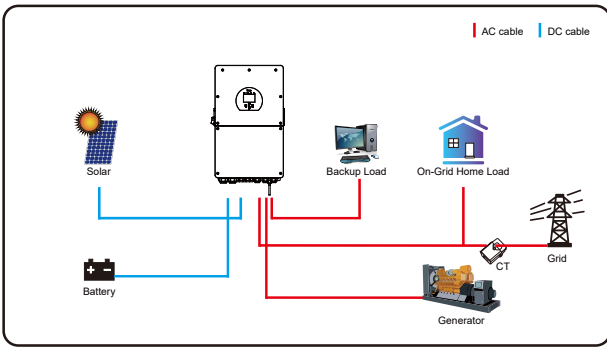 AC cable
DC cable
Solar
Backup Load
On-Grid Home Load
CT
Grid
Battery
Generator